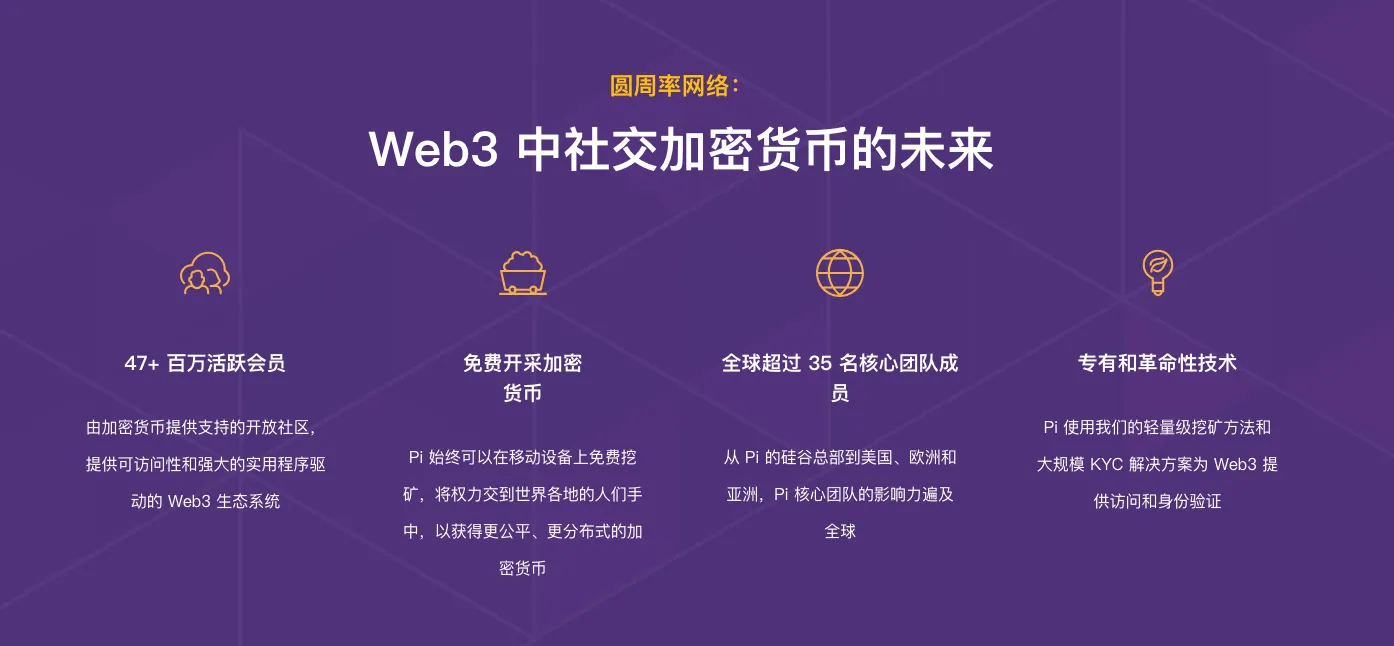 圆周率网络：
Web3 中社交加密货币的未来
47+ 百万活跃会员
由加密货币提供支持的开放社区，
提供可访问性和强大的实用程序驱
动的 Web3 生态系统
免费开采加密
货币
Pi 始终可以在移动设备上免费挖
矿，将权力交到世界各地的人们手
中，以获得更公平、更分布式的加
密货币
全球超过 35 名核心团队成
员
从 Pi 的硅谷总部到美国、欧洲和
亚洲，Pi 核心团队的影响力遍及
全球
专有和革命性技术
Pi 使用我们的轻量级挖矿方法和
大规模 KYC 解决方案为 Web3 提
供访问和身份验证